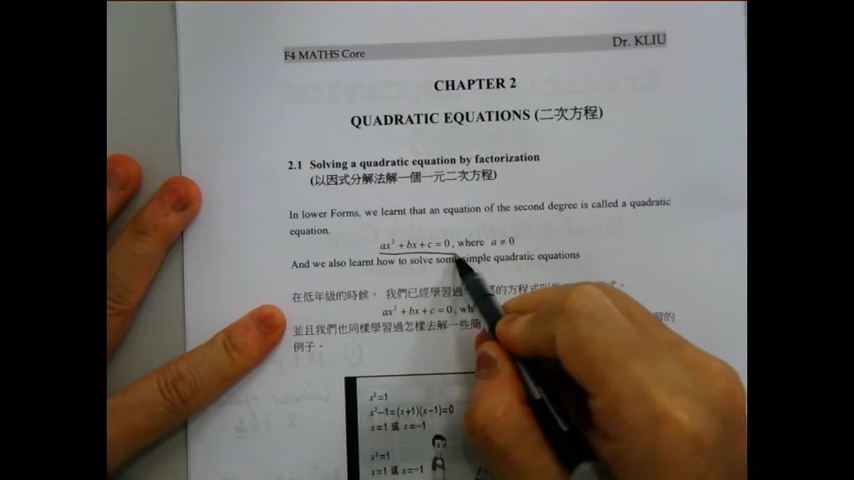 F4 MATHS Core
Dr. KLIU
CHAPTER 2
QUADRATIC EQUATIONS (二次方程)
2.1 Solving a quadratic equation by factorization
(以因式分解法解一個一元二次方程)
In lower Forms, we learnt that an equation of the second degree is called a quadratic
equation.
ax² + bx + c = 0, where a ≠ 0
And we also learnt how to solve some simple quadratic equations
在低年級的時候， 我們已經學習過
ax² + bx + c = 0, wh
並且我們也同樣學習過怎樣去解一些簡
例子。
x²=1
x²−1=(x+1)(x−1)=0
x=1 或 x=−1
x²=1
x=1 或 x=−1